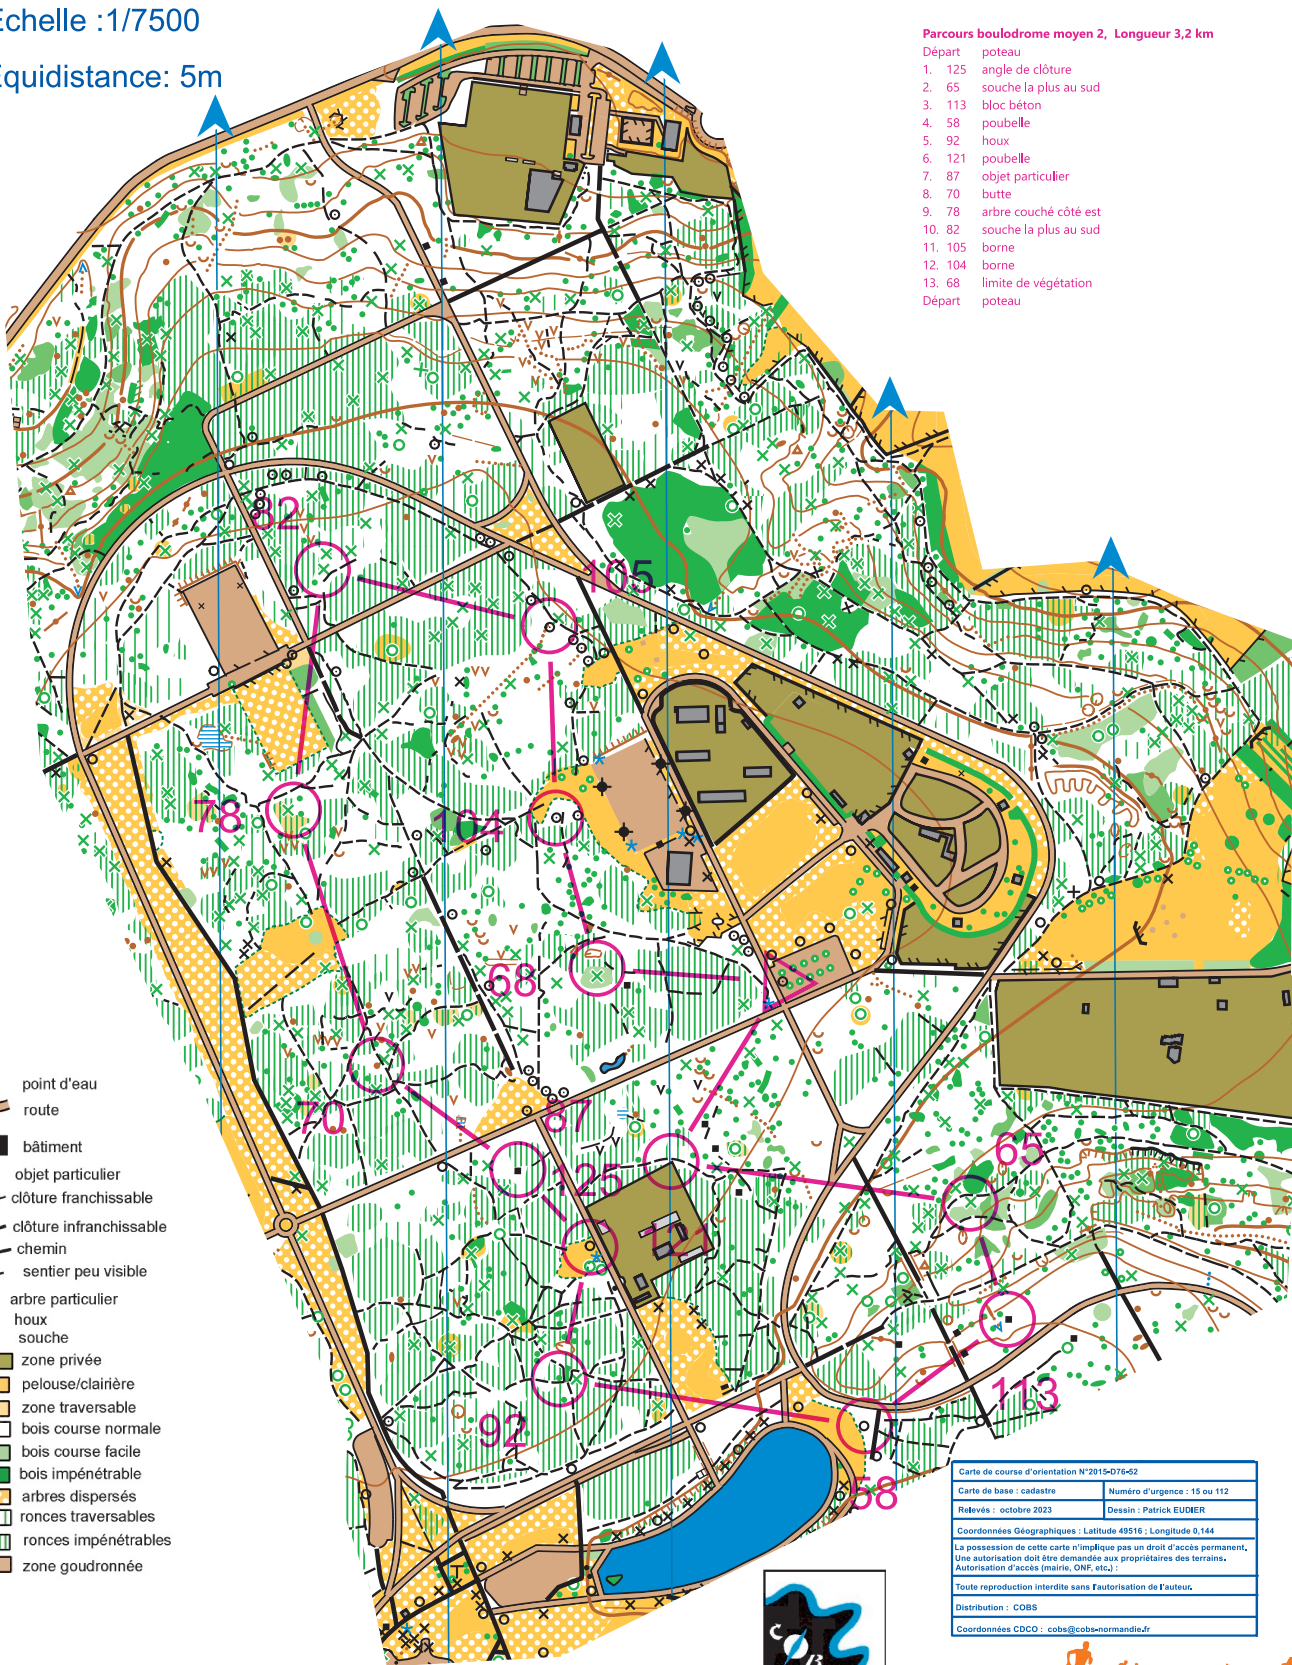 Echelle :1/7500
Equidistance: 5m
Parcours boulodrome moyen 2, Longueur 3,2 km
Départ poteau
1. 125 angle de clôture
2. 65 souche la plus au sud
3. 113 bloc béton
4. 58 poubelle
5. 92 houx
6. 121 poubelle
7. 87 objet particulier
8. 70 butte
9. 78 arbre couché côté est
10. 82 souche la plus au sud
11. 105 borne
12. 104 borne
13. 68 limite de végétation
Départ poteau
82
105
78
104
68
70
87
125
65
121
113
92
58
point d'eau
route
bâtiment
objet particulier
clôture franchissable
clôture infranchissable
chemin
sentier peu visible
arbre particulier
houx
souche
zone privée
pelouse/clairière
zone traversable
bois course normale
bois course facile
bois impénétrable
arbres dispersés
ronces traversables
ronces impénétrables
zone goudronnée
Carte de course d'orientation N°2015-D76-52
Carte de base : cadastre Numéro d'urgence : 15 ou 112
Relevés : octobre 2023 Dessin : Patrick EUDIER
Coordonnées Géographiques : Latitude 49516 ; Longitude 0,144
La possession de cette carte n'implique pas un droit d'accès permanent.
Une autorisation doit être demandée aux propriétaires des terrains.
Autorisation d'accès (mairie, ONF, etc.) :
Toute reproduction interdite sans l'autorisation de l'auteur.
Distribution : COBS
Coordonnées CDCO : cobs@cobs-normandie.fr